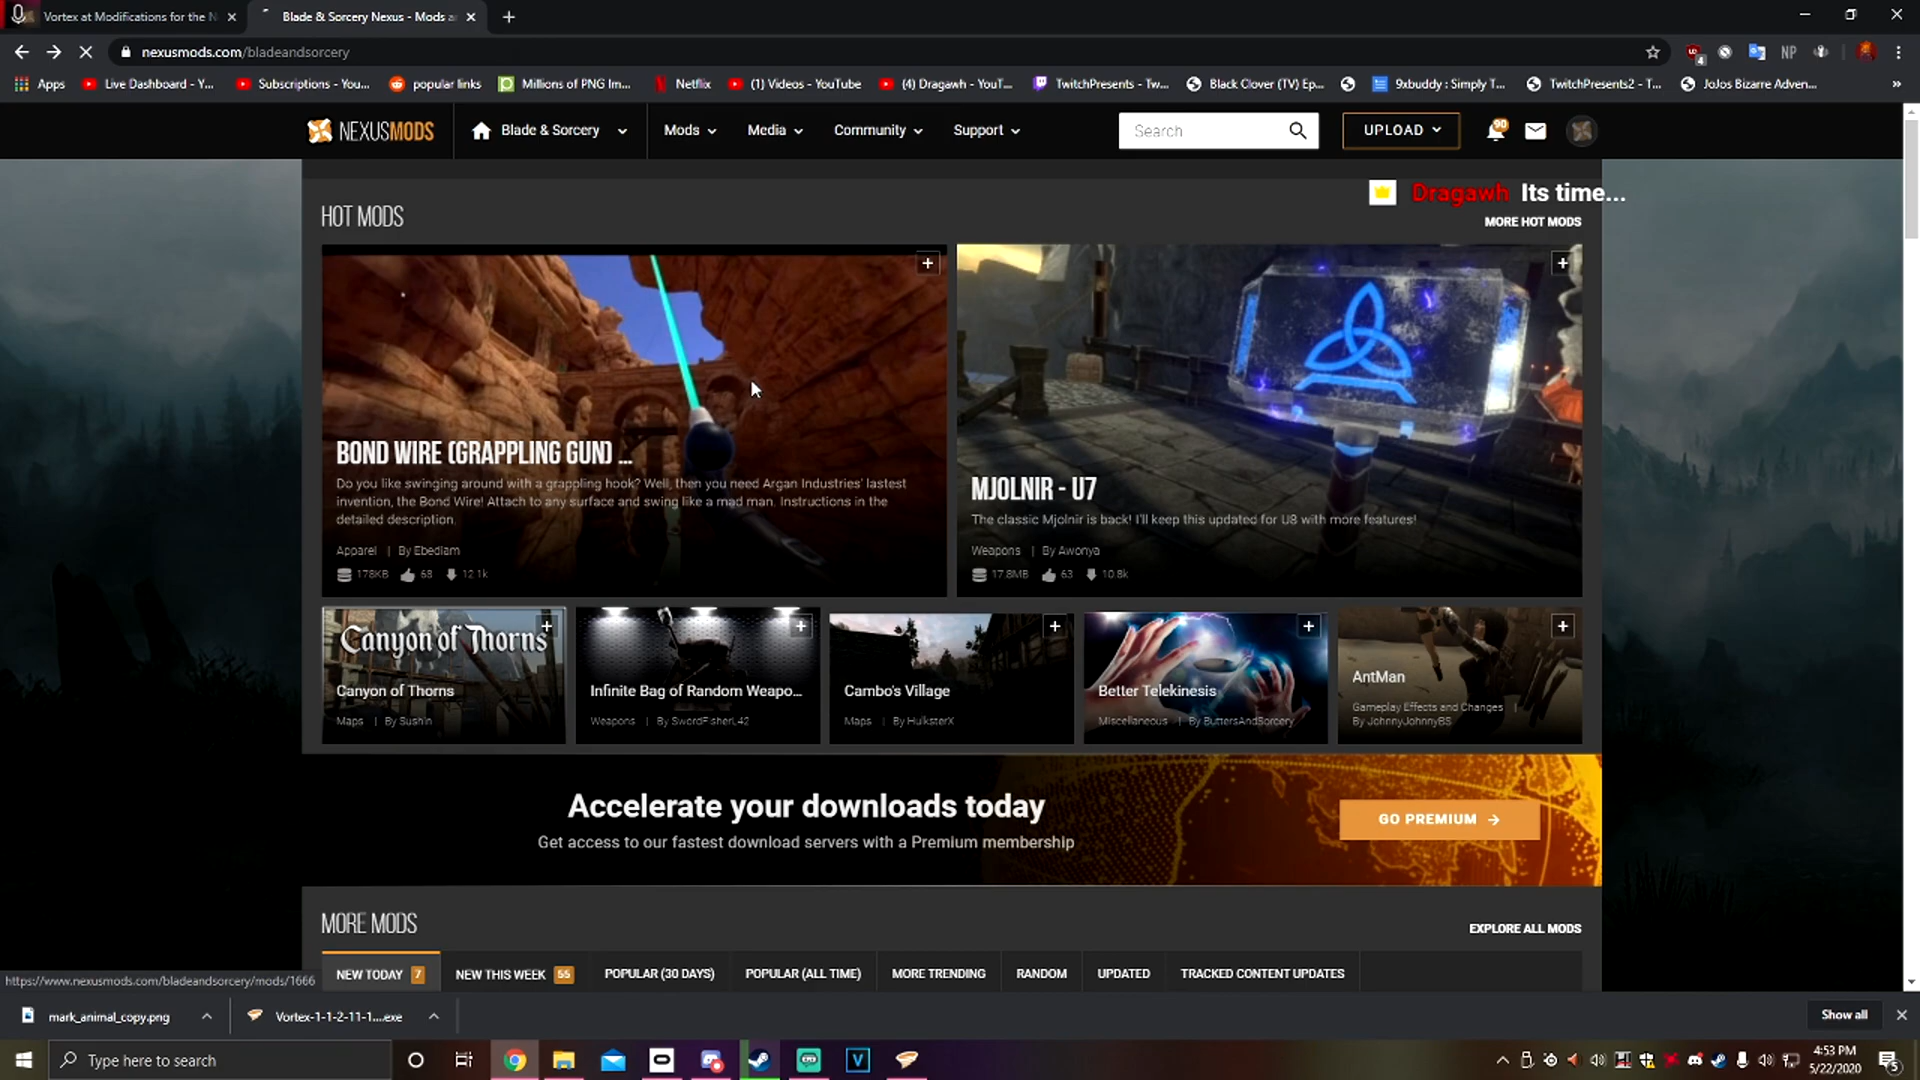 Vortex at Modifications for the N
Blade & Sorcery Nexus - Mods a
nexusmods.com/bladeandsorcery
4
NP
Apps
Live Dashboard - Y...
Subscriptions - You...
popular links
Millions of PNG Im...
Netflix
(1) Videos - YouTube
(4) Dragawh - YouT...
TwitchPresents - Tw...
Black Clover (TV) Ep...
9xbuddy : Simply T...
TwitchPresents2 - T...
JoJos Bizarre Adven...
»
NEXUSMODS
Blade & Sorcery
Mods
Media
Community
Support
Search
UPLOAD
90
Dragawh Its time...
HOT MODS
MORE HOT MODS
BOND WIRE (GRAPPLING GUN) ...
Do you like swinging around with a grappling hook? Well, then you need Argan Industries' lastest
invention, the Bond Wire! Attach to any surface and swing like a mad man. Instructions in the
detailed description.
Apparel | By Ebediam
178KB 68 12.1k
MJOLNIR - U7
The classic Mjolnir is back! I'll keep this updated for U8 with more features!
Weapons | By Awonya
17.8MB 63 10.8k
Canyon of Thorns
Canyon of Thorns
Maps | By Sushin
Infinite Bag of Random Weapo...
Weapons | By SwordFisherL42
Cambo's Village
Maps | By HulksterX
Better Telekinesis
Miscellaneous | By ButtersAndSorcery
AntMan
Gameplay Effects and Changes |
By JohnnyJohnnyBS
Accelerate your downloads today
Get access to our fastest download servers with a Premium membership
GO PREMIUM
MORE MODS
EXPLORE ALL MODS
NEW TODAY 7
NEW THIS WEEK 55
POPULAR (30 DAYS)
POPULAR (ALL TIME)
MORE TRENDING
RANDOM
UPDATED
TRACKED CONTENT UPDATES
https://www.nexusmods.com/bladeandsorcery/mods/1666
mark_animal_copy.png
Vortex-1-1-2-11-1....exe
Show all
Type here to search
V
4:53 PM
5/22/2020
5